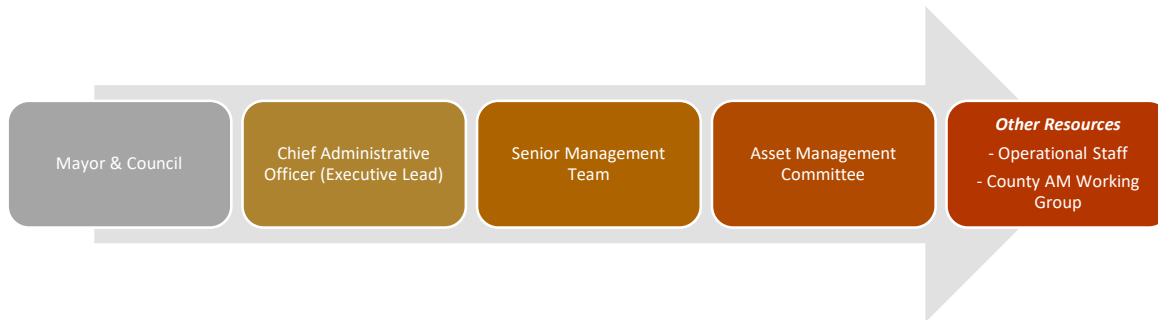 Mayor & Council
Chief Administrative
Officer (Executive Lead)
Senior Management
Team
Asset Management
Committee
Other Resources
- Operational Staff
- County AM Working
Group